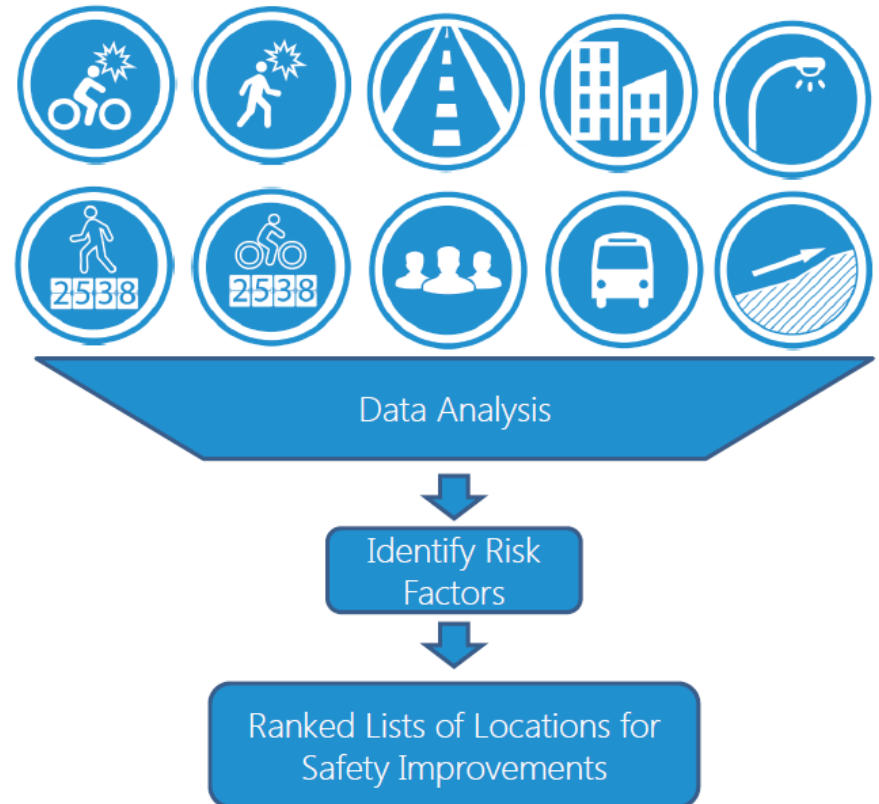 2538
2538
Data Analysis
Identify Risk
Factors
Ranked Lists of Locations for
Safety Improvements